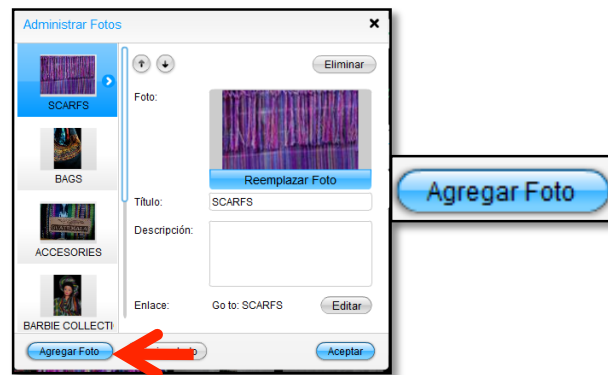 Administrar Fotos
SCARFS
BAGS
GUATEMALA
ACCESORIES
BARBIE COLLECTI
Eliminar
Foto:
Reemplazar Foto
Título:
SCARFS
Descripción:
Enlace:
Go to: SCARFS
Editar
Agregar Foto
Aceptar
Agregar Foto